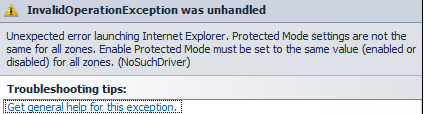 InvalidOperationException was unhandled
Unexpected error launching Internet Explorer. Protected Mode settings are not the
same for all zones. Enable Protected Mode must be set to the same value (enabled or
disabled) for all zones. (NoSuchDriver)
Troubleshooting tips:
Get general help for this exception.